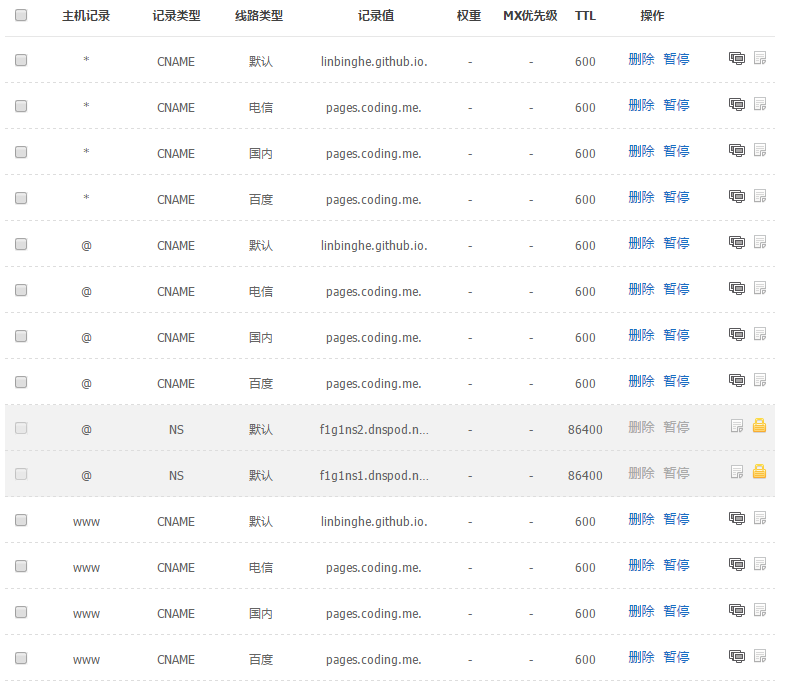 主机记录 记录类型 线路类型 记录值 权重 MX优先级 TTL 操作
* CNAME 默认 linbinghe.github.io. - - 600 删除 暂停
* CNAME 电信 pages.coding.me. - - 600 删除 暂停
* CNAME 国内 pages.coding.me. - - 600 删除 暂停
* CNAME 百度 pages.coding.me. - - 600 删除 暂停
@ CNAME 默认 linbinghe.github.io. - - 600 删除 暂停
@ CNAME 电信 pages.coding.me. - - 600 删除 暂停
@ CNAME 国内 pages.coding.me. - - 600 删除 暂停
@ CNAME 百度 pages.coding.me. - - 600 删除 暂停
@ NS 默认 f1g1ns2.dnspod.n... - - 86400 删除 暂停
@ NS 默认 f1g1ns1.dnspod.n... - - 86400 删除 暂停
www CNAME 默认 linbinghe.github.io. - - 600 删除 暂停
www CNAME 电信 pages.coding.me. - - 600 删除 暂停
www CNAME 国内 pages.coding.me. - - 600 删除 暂停
www CNAME 百度 pages.coding.me. - - 600 删除 暂停